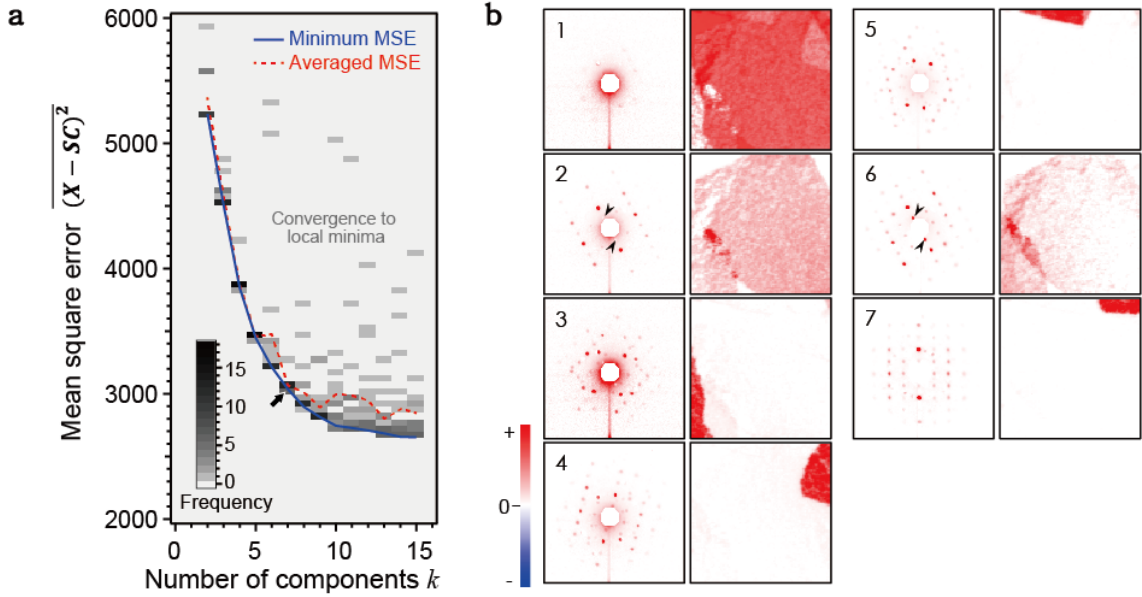 a
6000
5000
4000
3000
2000
Mean square error (X − SC)²
Minimum MSE
Averaged MSE
Convergence to
local minima
15
10
5
0
Frequency
0
5
10
15
Number of components k
b
1
2
3
4
5
6
7
+
0
-